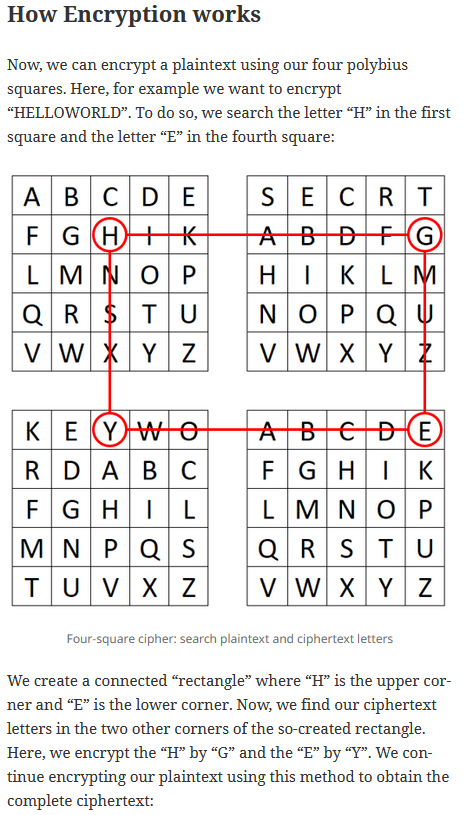 How Encryption works
Now, we can encrypt a plaintext using our four polybius
squares. Here, for example we want to encrypt
“HELLOWORLD”. To do so, we search the letter “H” in the first
square and the letter “E” in the fourth square:
A B C D E S E C R T
F G H I K A B D F G
L M N O P H I K L M
Q R S T U N O P Q U
V W X Y Z V W X Y Z
K E Y W O A B C D E
R D A B C F G H I K
F G H I L L M N O P
M N P Q S Q R S T U
T U V X Z V W X Y Z
Four-square cipher: search plaintext and ciphertext letters
We create a connected “rectangle” where “H” is the upper cor-
ner and “E” is the lower corner. Now, we find our ciphertext
letters in the two other corners of the so-created rectangle.
Here, we encrypt the “H” by “G” and the “E” by “Y”. We con-
tinue encrypting our plaintext using this method to obtain the
complete ciphertext: